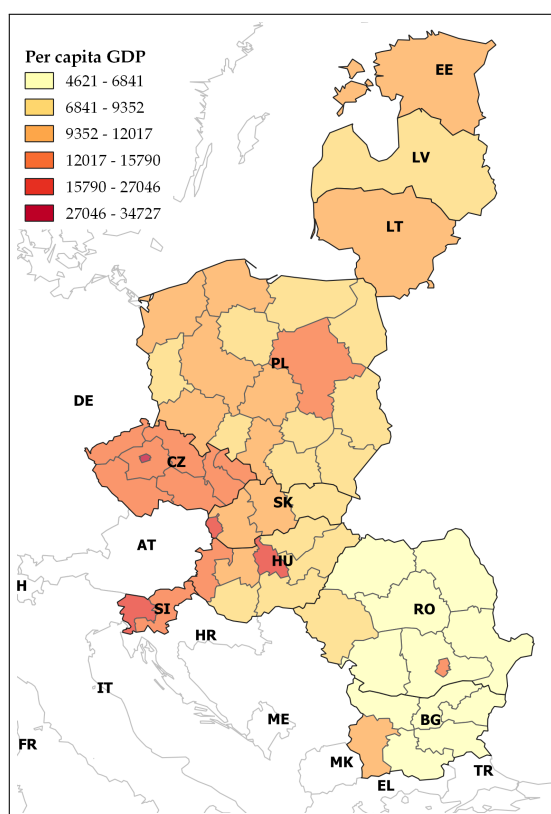 Per capita GDP
4621 - 6841
6841 - 9352
9352 - 12017
12017 - 15790
15790 - 27046
27046 - 34727
EE
LV
LT
PL
DE
CZ
SK
AT
HU
H
SI
RO
HR
IT
ME
BG
FR
MK
TR
EL